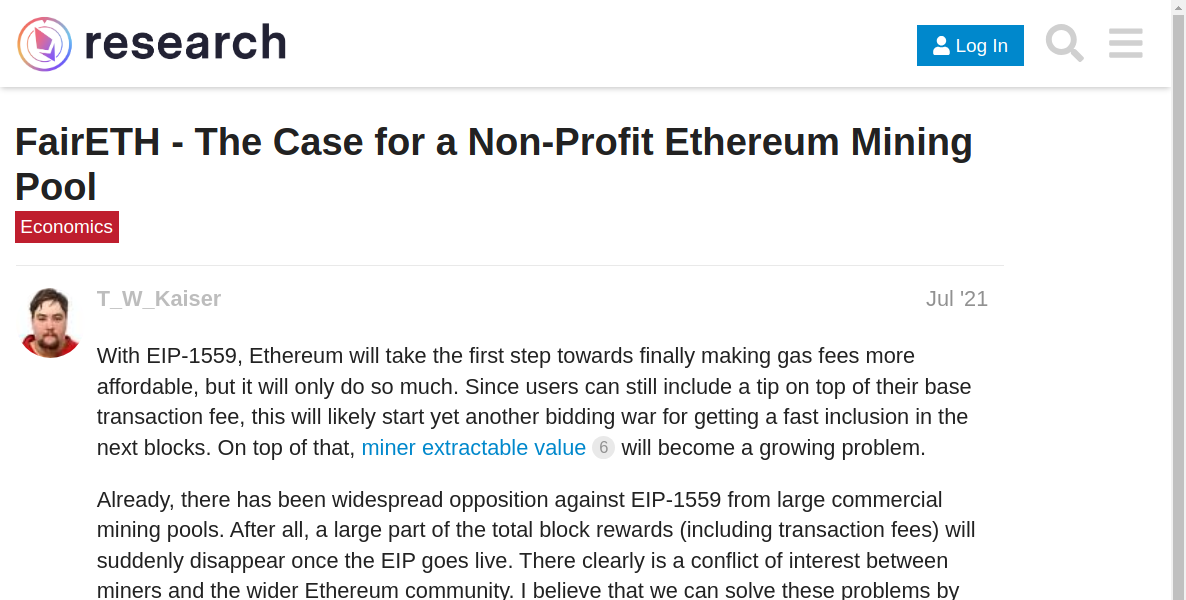 research
Log In
FairETH - The Case for a Non-Profit Ethereum Mining
Pool
Economics
T_W_Kaiser
Jul '21
With EIP-1559, Ethereum will take the first step towards finally making gas fees more
affordable, but it will only do so much. Since users can still include a tip on top of their base
transaction fee, this will likely start yet another bidding war for getting a fast inclusion in the
next blocks. On top of that, miner extractable value 6 will become a growing problem.
Already, there has been widespread opposition against EIP-1559 from large commercial
mining pools. After all, a large part of the total block rewards (including transaction fees) will
suddenly disappear once the EIP goes live. There clearly is a conflict of interest between
miners and the wider Ethereum community. I believe that we can solve these problems by